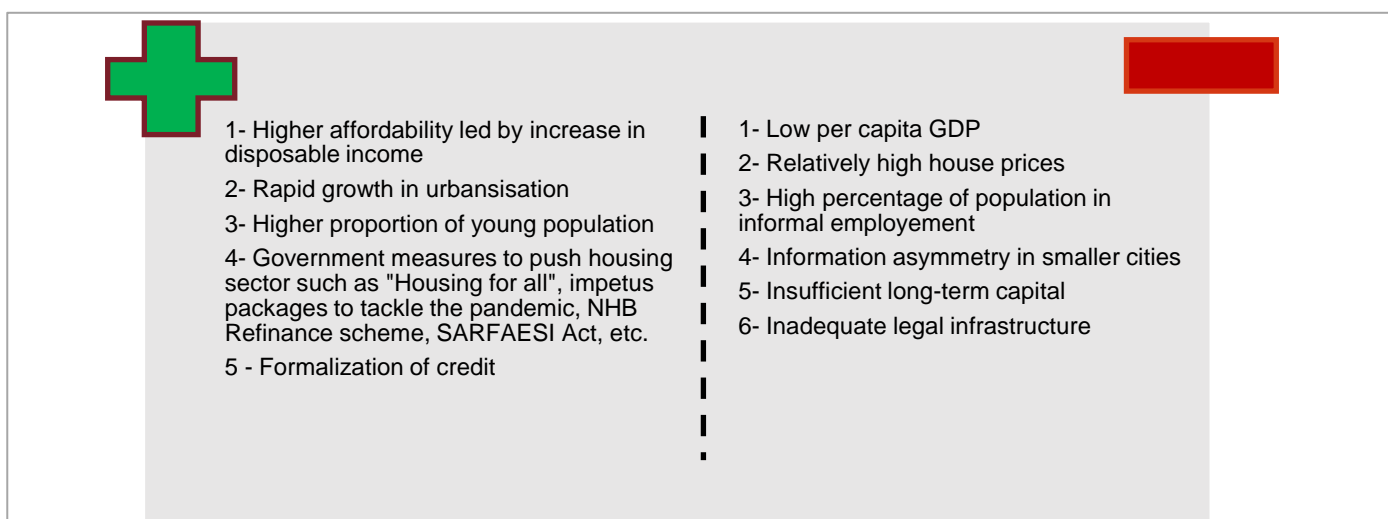 1- Higher affordability led by increase in
disposable income
2- Rapid growth in urbansisation
3- Higher proportion of young population
4- Government measures to push housing
sector such as "Housing for all", impetus
packages to tackle the pandemic, NHB
Refinance scheme, SARFAESI Act, etc.
5 - Formalization of credit
1- Low per capita GDP
2- Relatively high house prices
3- High percentage of population in
informal employement
4- Information asymmetry in smaller cities
5- Insufficient long-term capital
6- Inadequate legal infrastructure